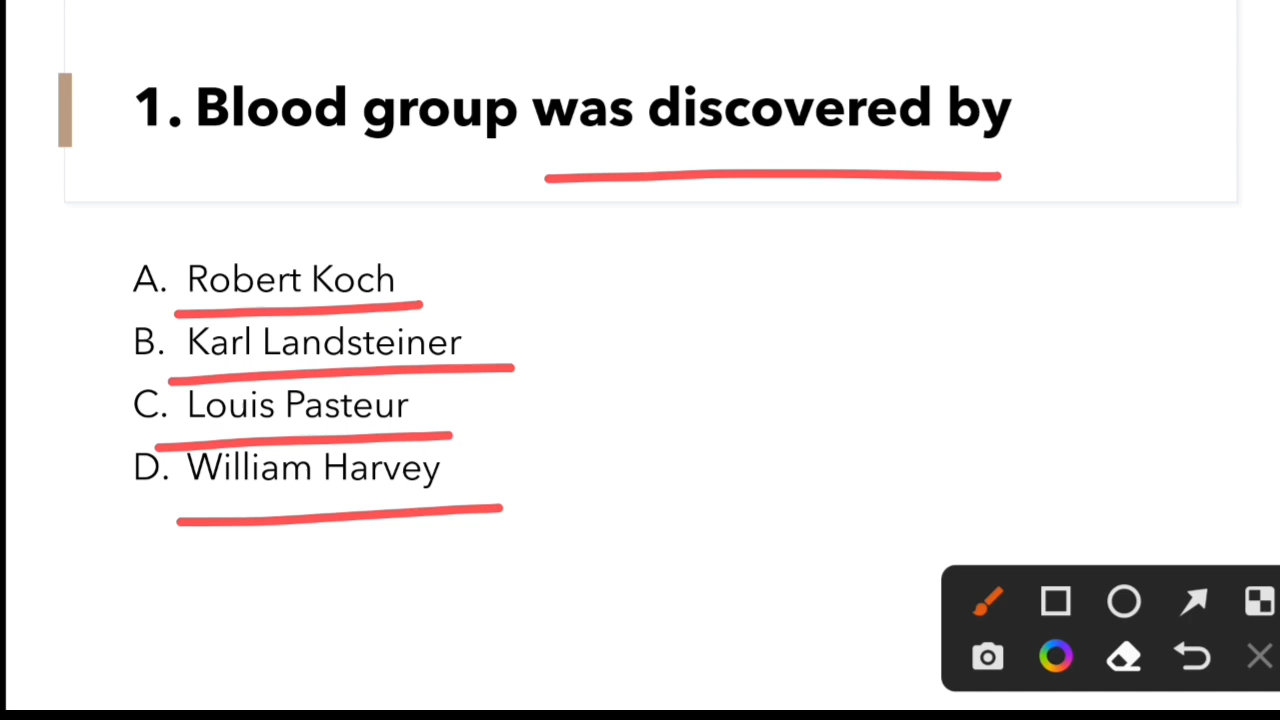 1. Blood group was discovered by
A. Robert Koch
B. Karl Landsteiner
C. Louis Pasteur
D. William Harvey